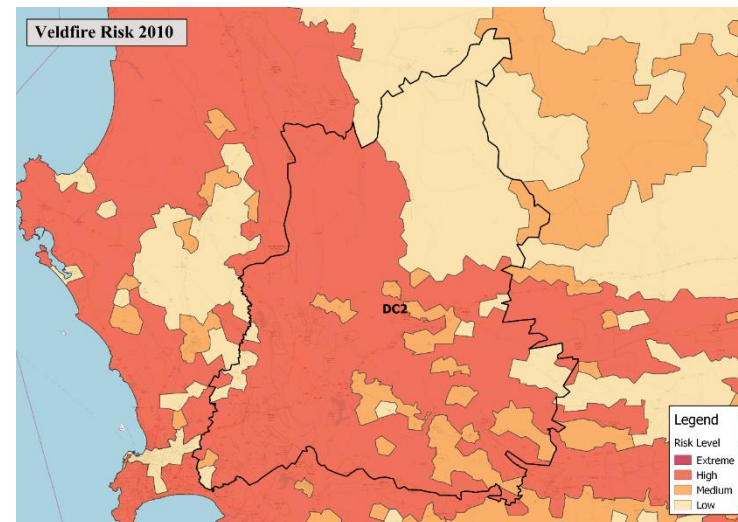 Veldfire Risk 2010
DC2
Legend
Risk Level
Extreme
High
Medium
Low